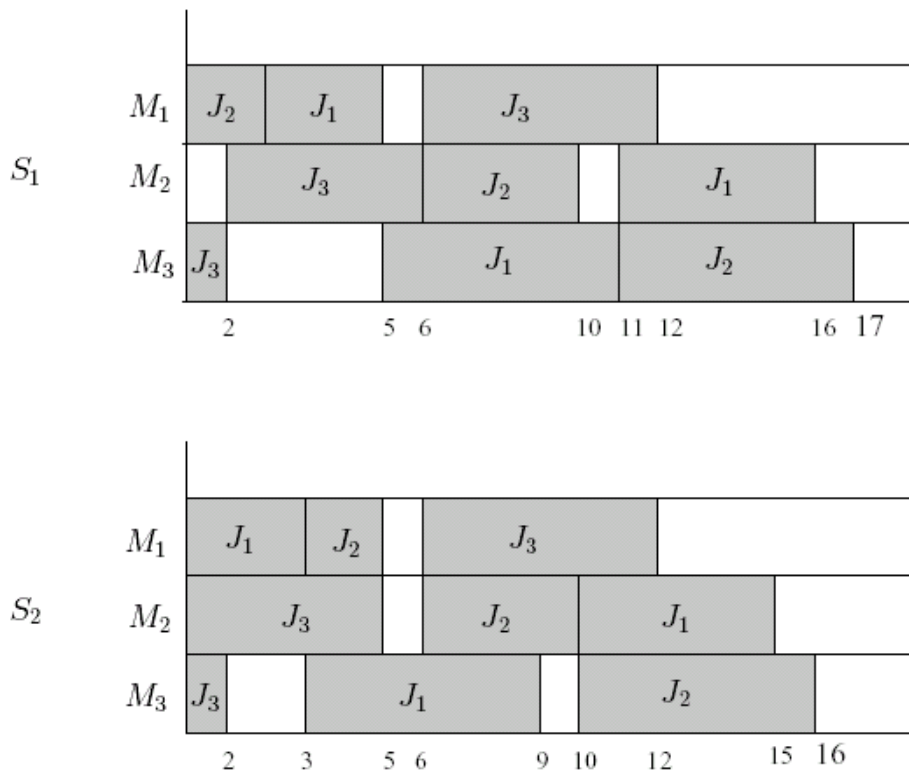 M₁ J₂ J₁ J₃
S₁ M₂ J₃ J₂ J₁
M₃ J₃ J₁ J₂
2 5 6 10 11 12 16 17
M₁ J₁ J₂ J₃
S₂ M₂ J₃ J₂ J₁
M₃ J₃ J₁ J₂
2 3 5 6 9 10 12 15 16